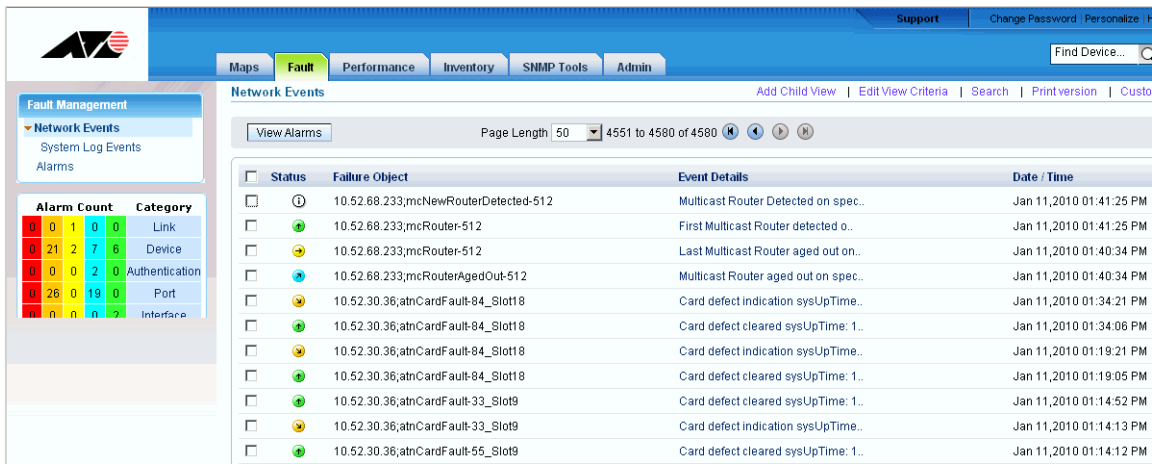 Support Change Password | Personalize |
Find Device...
Maps Fault Performance Inventory SNMP Tools Admin
Network Events Add Child View | Edit View Criteria | Search | Print version | Custo
Fault Management
Network Events
System Log Events
Alarms
View Alarms Page Length 50 4551 to 4580 of 4580
Alarm Count Category
0 0 1 0 0 Link
0 21 2 7 6 Device
0 0 0 2 0 Authentication
0 26 0 19 0 Port
0 0 0 0 2 Interface
Status Failure Object Event Details Date / Time
10.52.68.233;mcNewRouterDetected-512 Multicast Router Detected on spec.. Jan 11,2010 01:41:25 PM
10.52.68.233;mcRouter-512 First Multicast Router detected o.. Jan 11,2010 01:41:25 PM
10.52.68.233;mcRouter-512 Last Multicast Router aged out on... Jan 11,2010 01:40:34 PM
10.52.68.233;mcRouterAgedOut-512 Multicast Router aged out on spec... Jan 11,2010 01:40:34 PM
10.52.30.36;atnCardFault-84_Slot18 Card defect indication sysUpTime... Jan 11,2010 01:34:21 PM
10.52.30.36;atnCardFault-84_Slot18 Card defect cleared sysUpTime: 1.. Jan 11,2010 01:34:06 PM
10.52.30.36;atnCardFault-84_Slot18 Card defect indication sysUpTime... Jan 11,2010 01:19:21 PM
10.52.30.36;atnCardFault-84_Slot18 Card defect cleared sysUpTime: 1.. Jan 11,2010 01:19:05 PM
10.52.30.36;atnCardFault-33_Slot9 Card defect cleared sysUpTime: 1.. Jan 11,2010 01:14:52 PM
10.52.30.36;atnCardFault-33_Slot9 Card defect indication sysUpTime... Jan 11,2010 01:14:13 PM
10.52.30.36;atnCardFault-55_Slot9 Card defect cleared sysUpTime: 1.. Jan 11,2010 01:14:12 PM